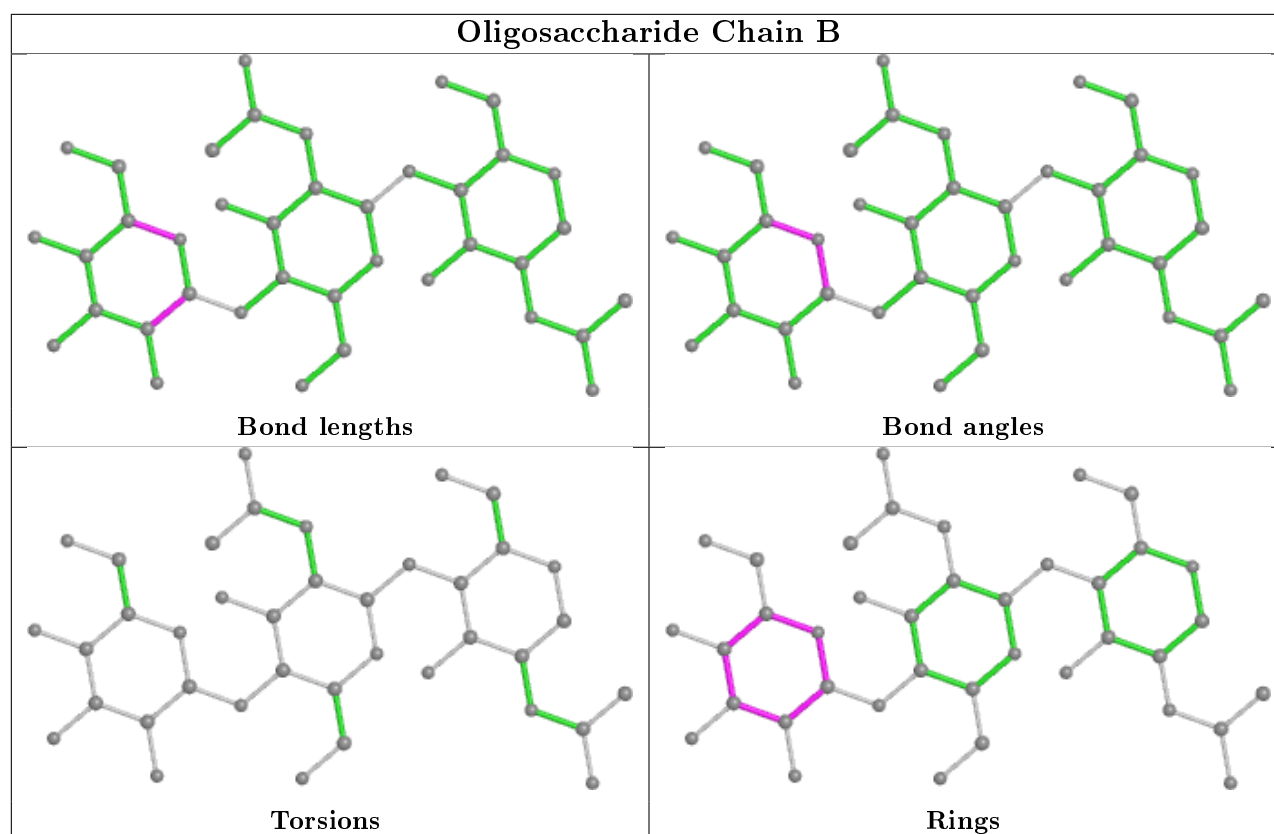 Oligosaccharide Chain B
Bond lengths
Bond angles
Torsions
Rings